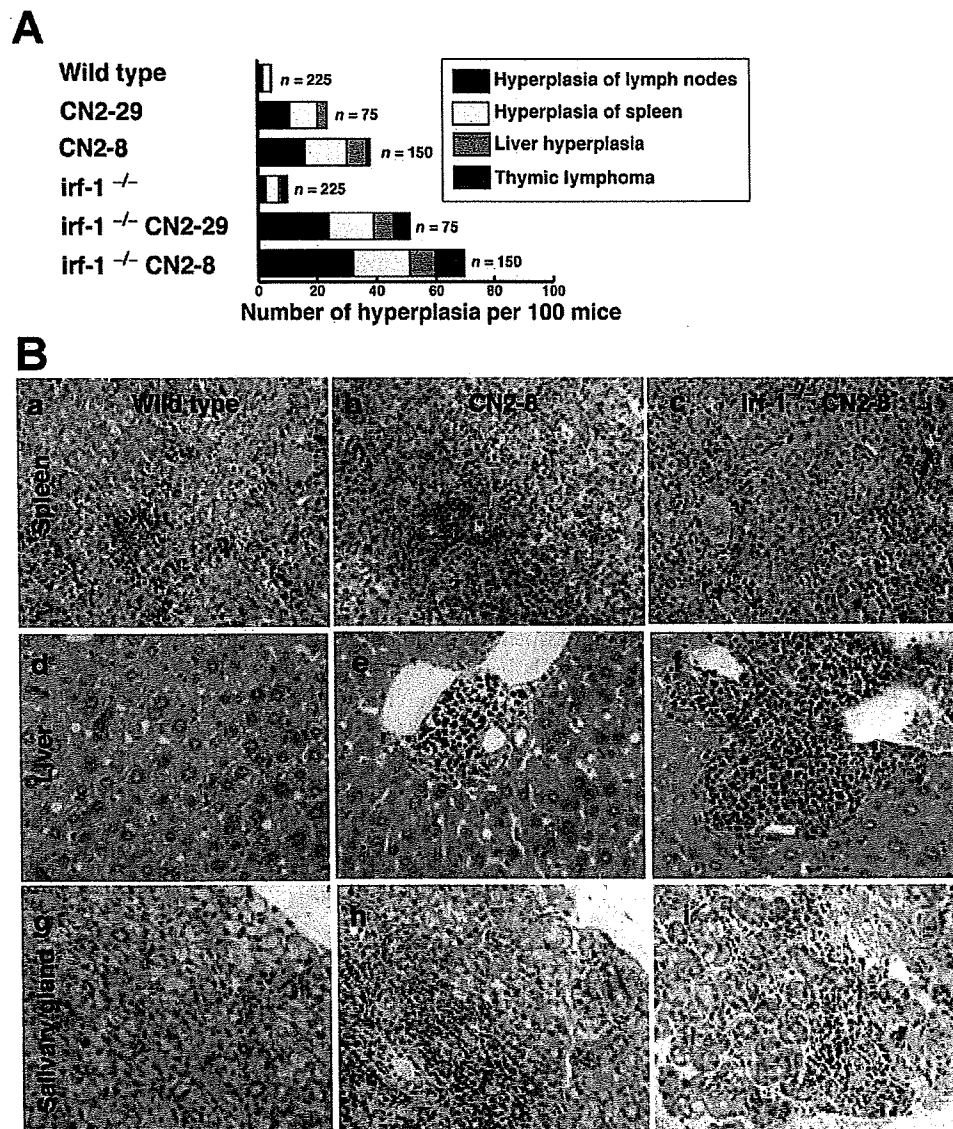 A
Wild type
n = 225
CN2-29
n = 75
CN2-8
n = 150
irf-1 –/–
n = 225
irf-1 –/– CN2-29
n = 75
irf-1 –/– CN2-8
n = 150
Hyperplasia of lymph nodes
Hyperplasia of spleen
Liver hyperplasia
Thymic lymphoma
0 20 40 60 80 100
Number of hyperplasia per 100 mice
B
a Wild type b CN2-8 c irf-1 –/– CN2-8
Spleen
d e f
Liver
g h i
Salivary gland